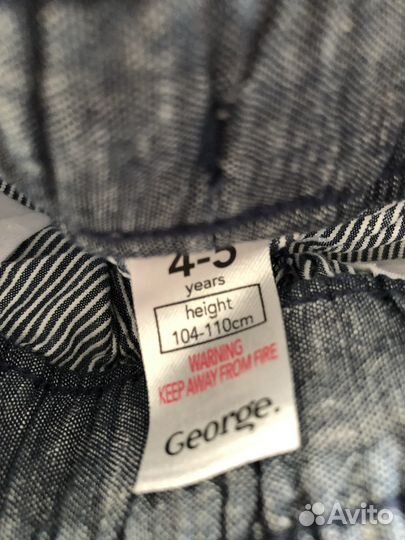 4-5
years
height
104-110cm
WARNING
KEEP AWAY FROM FIRE
George.
Avito